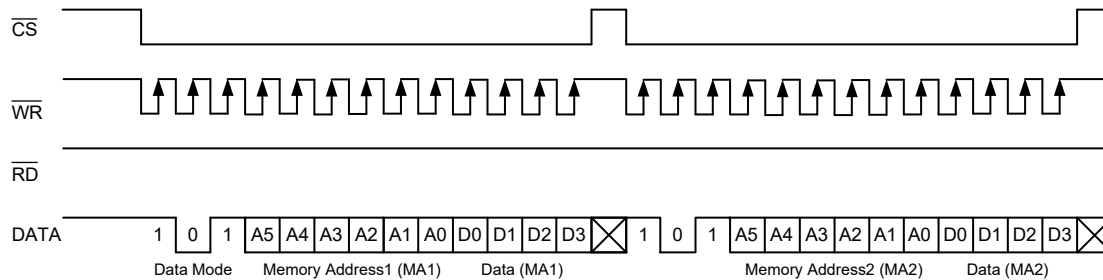 CS
WR
RD
DATA 1 0 1 A5 A4 A3 A2 A1 A0 D0 D1 D2 D3 1 0 1 A5 A4 A3 A2 A1 A0 D0 D1 D2 D3
Data Mode Memory Address1 (MA1) Data (MA1) Memory Address2 (MA2) Data (MA2)